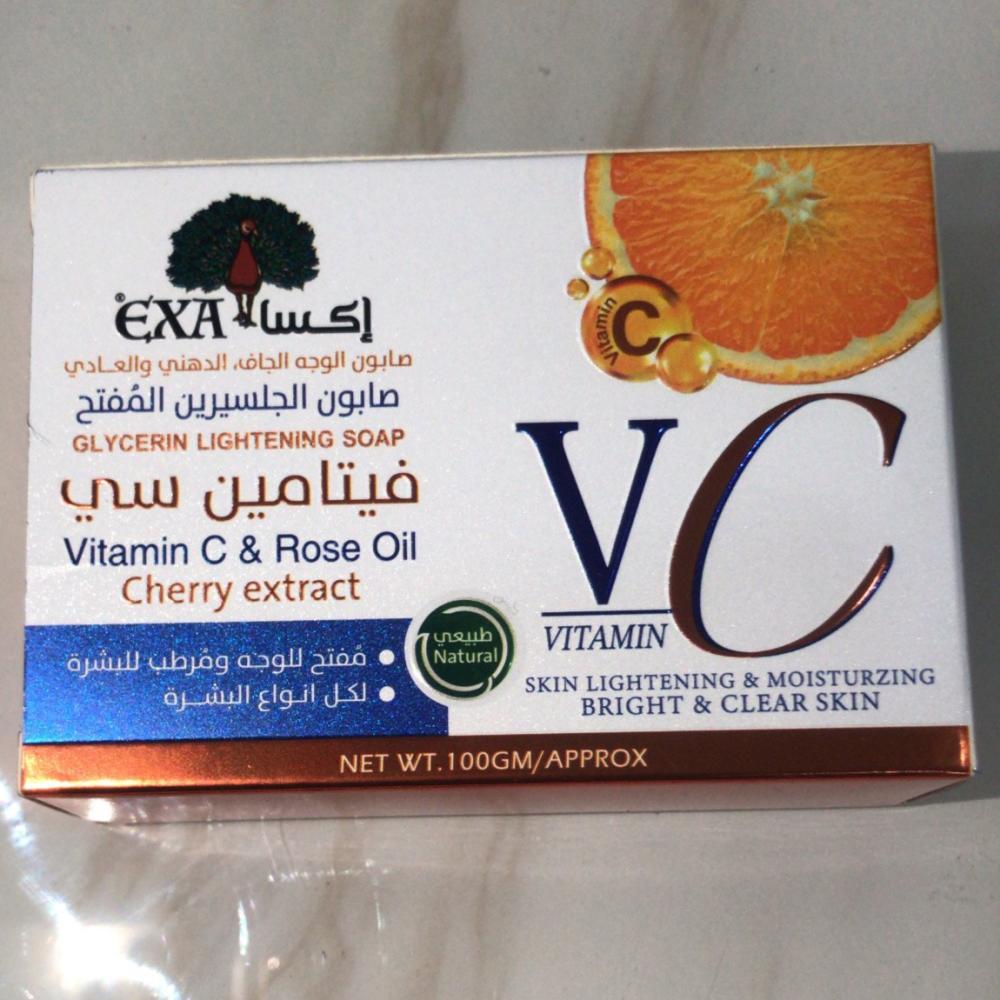 EXA® إكسا
صابون الوجه الجاف، الدهني والعادي
صابون الجلسيرين المُفتح
GLYCERIN LIGHTENING SOAP
فيتامين سي
Vitamin C & Rose Oil
Cherry extract
مُفتح للوجه ومُرطب للبشرة
لكل انواع البشرة
طبيعي
Natural
Vitamin C
VC
VITAMIN
SKIN LIGHTENING & MOISTURZING
BRIGHT & CLEAR SKIN
NET WT.100GM/APPROX